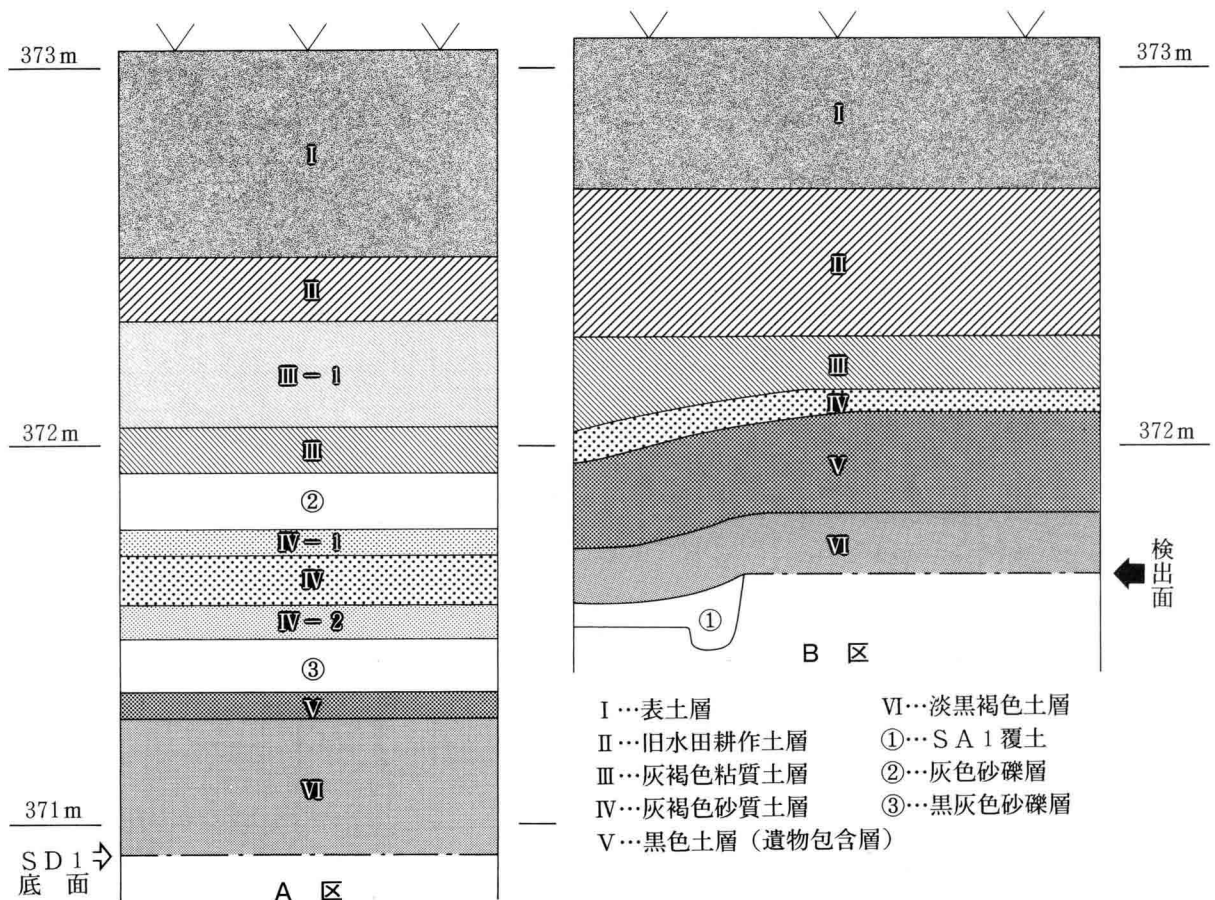 373m
Ⅰ
Ⅱ
Ⅲ－1
372m
Ⅲ
②
Ⅳ－1
Ⅳ
Ⅳ－2
③
Ⅴ
Ⅵ
371m
SD1
底面
A 区
373m
Ⅰ
Ⅱ
Ⅲ
Ⅳ
372m
Ⅴ
Ⅵ
検出面
①
B 区
Ⅰ…表土層
Ⅱ…旧水田耕作土層
Ⅲ…灰褐色粘質土層
Ⅳ…灰褐色砂質土層
Ⅴ…黒色土層（遺物包含層）
Ⅵ…淡黒褐色土層
①…SA1覆土
②…灰色砂礫層
③…黒灰色砂礫層